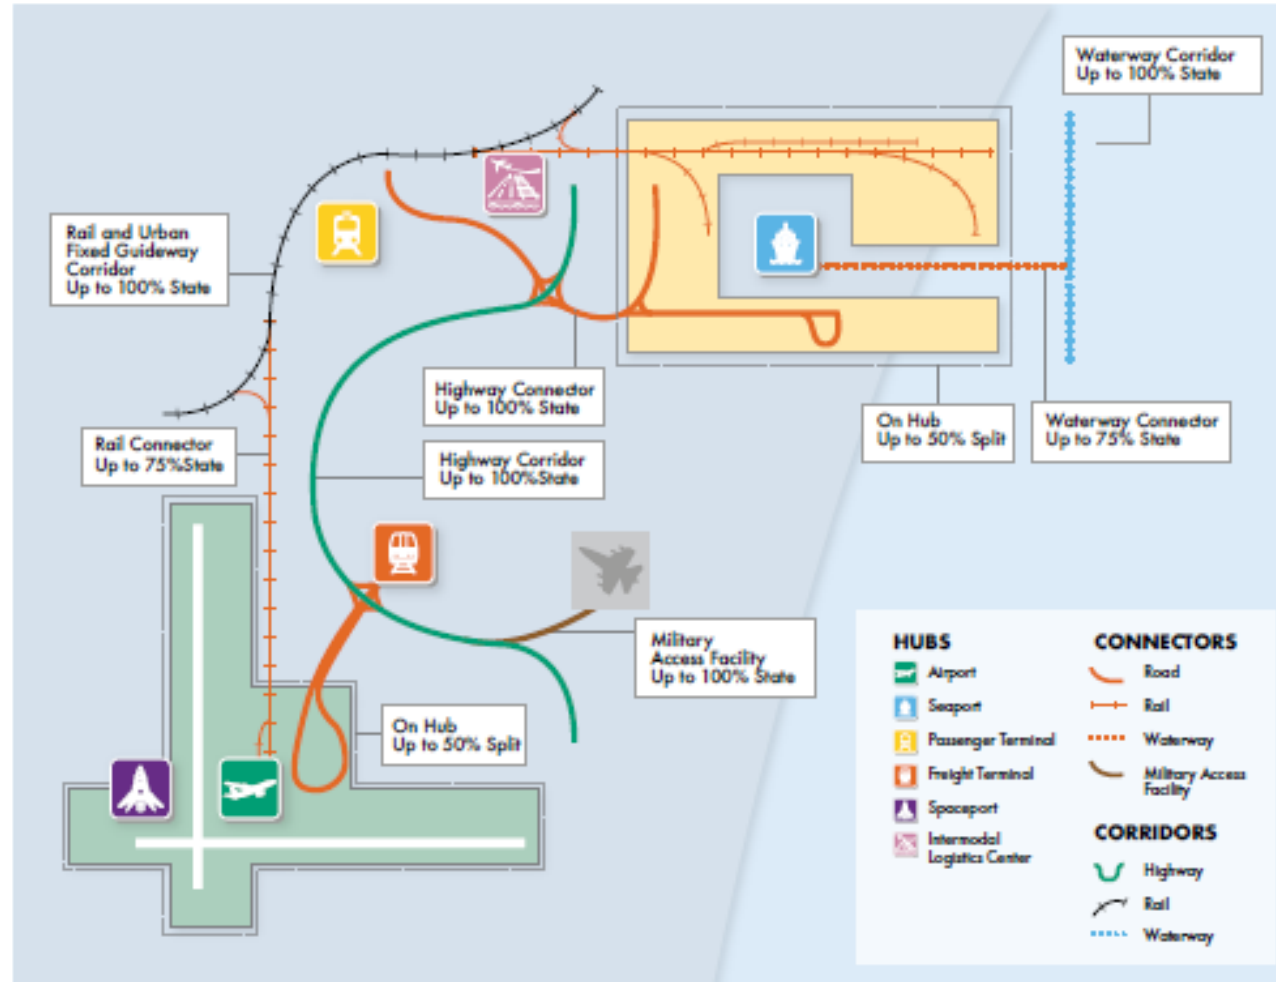 Waterway Corridor
Up to 100% State
Rail and Urban
Fixed Guideway
Corridor
Up to 100% State
Highway Connector
Up to 100% State
On Hub
Up to 50% Split
Waterway Connector
Up to 75% State
Rail Connector
Up to 75%State
Highway Corridor
Up to 100%State
Military
Access Facility
Up to 100% State
On Hub
Up to 50% Split
HUBS
Airport
Seaport
Passenger Terminal
Freight Terminal
Spaceport
Intermodal
Logistics Center
CONNECTORS
Road
Rail
Waterway
Military Access
Facility
CORRIDORS
Highway
Rail
Waterway